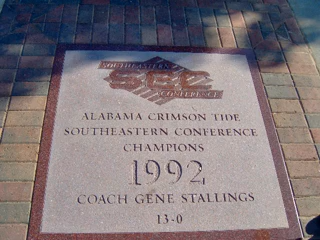 SOUTHEASTERN
SEC
CONFERENCE
ALABAMA CRIMSON TIDE
SOUTHEASTERN CONFERENCE
CHAMPIONS
1992
COACH GENE STALLINGS
13-0